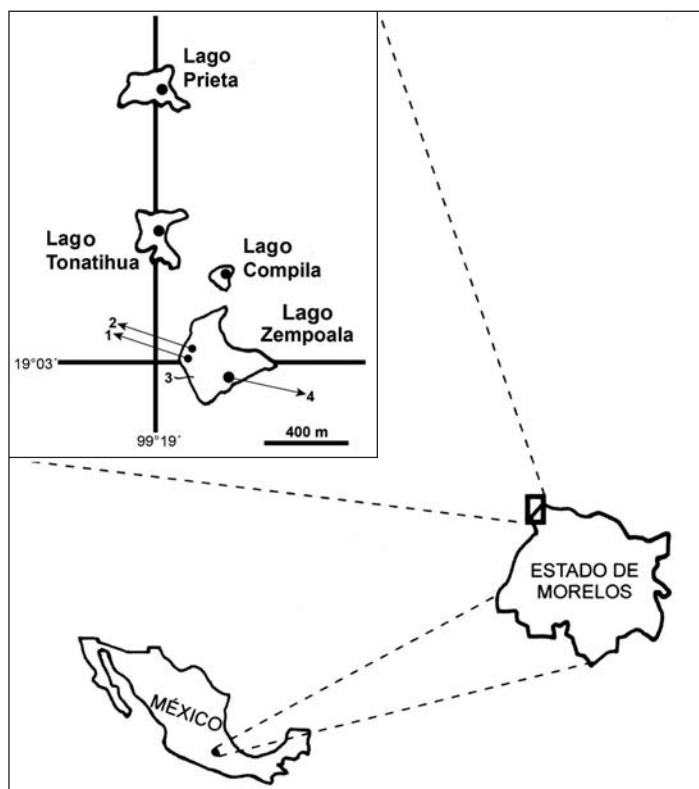 Lago
Prieta
Lago
Tonatihua
Lago
Compila
Lago
Zempoala
2
1
19°03´
3
4
99°19´
400 m
ESTADO DE
MORELOS
MÉXICO